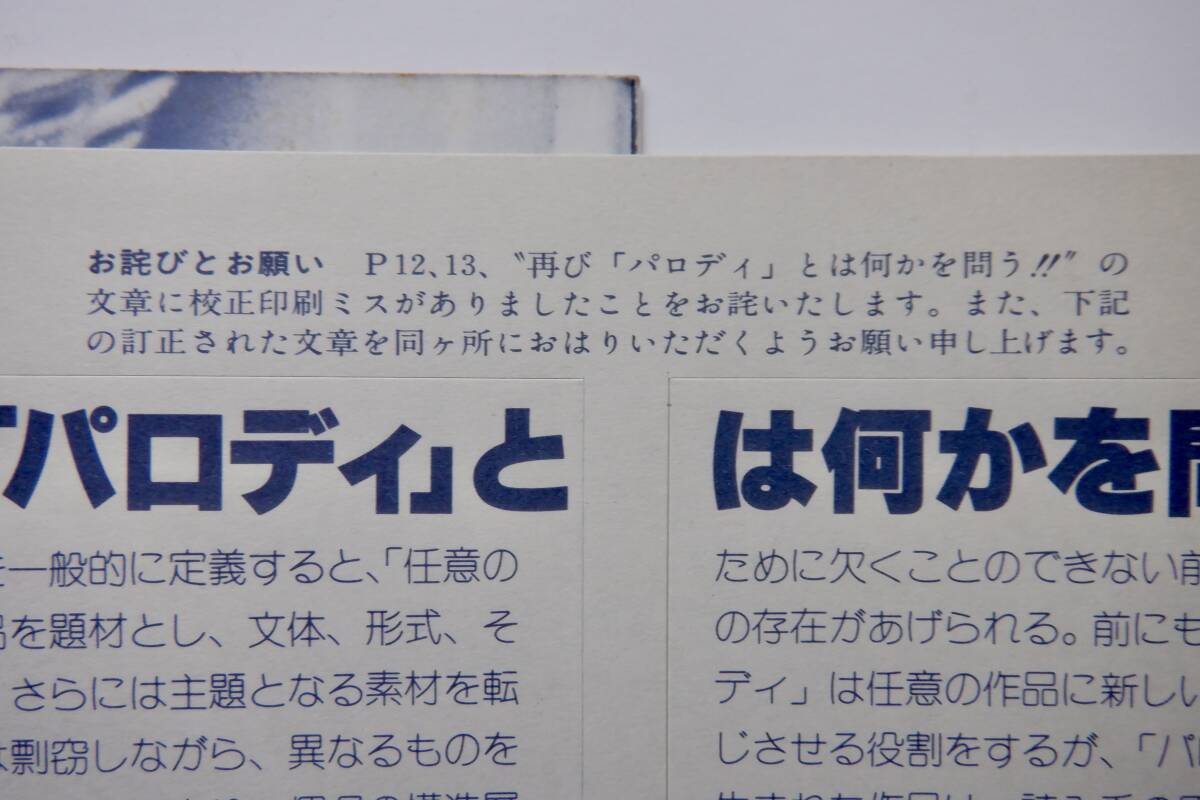 お詫びとお願い　P12、13、〝再び「パロディ」とは何かを問う!!〟の
文章に校正印刷ミスがありましたことをお詫いたします。また、下記
の訂正された文章を同ヶ所におはりいただくようお願い申し上げます。
「パロディ」と
を一般的に定義すると、「任意の
品を題材とし、文体、形式、そ
さらには主題となる素材を転
は剽窃しながら、異なるものを
は何かを問
ために欠くことのできない前
の存在があげられる。前にも
ディ」は任意の作品に新しい
じさせる役割をするが、「パ